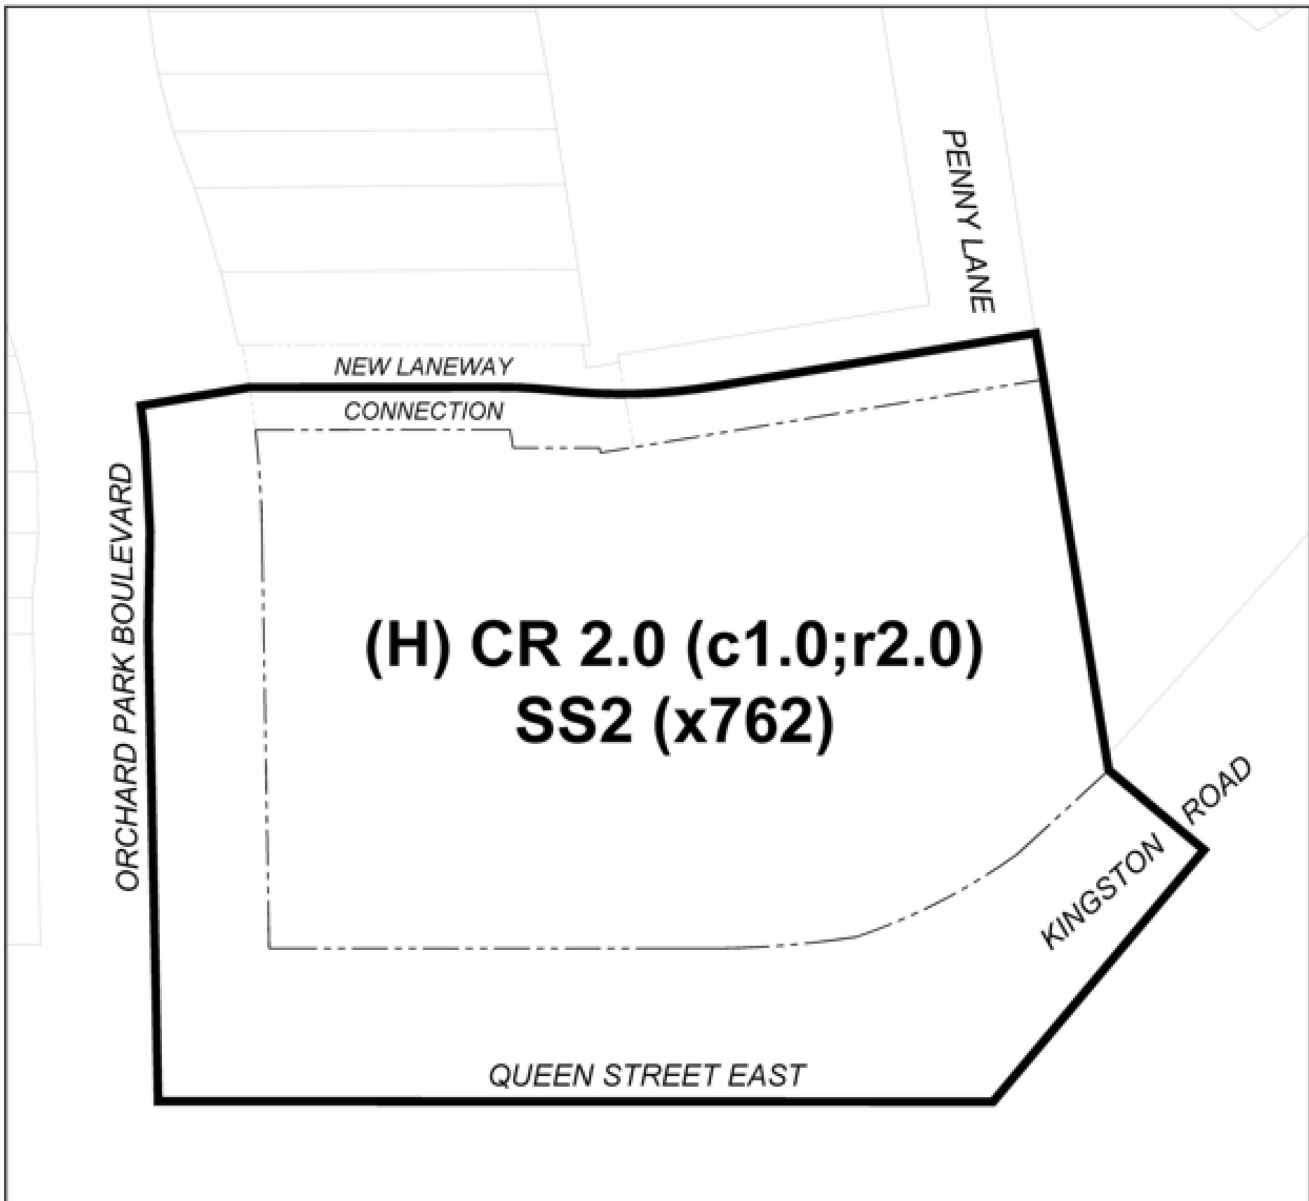 PENNY LANE
NEW LANEWAY
CONNECTION
ORCHARD PARK BOULEVARD
(H) CR 2.0 (c1.0;r2.0)
SS2 (x762)
KINGSTON ROAD
QUEEN STREET EAST